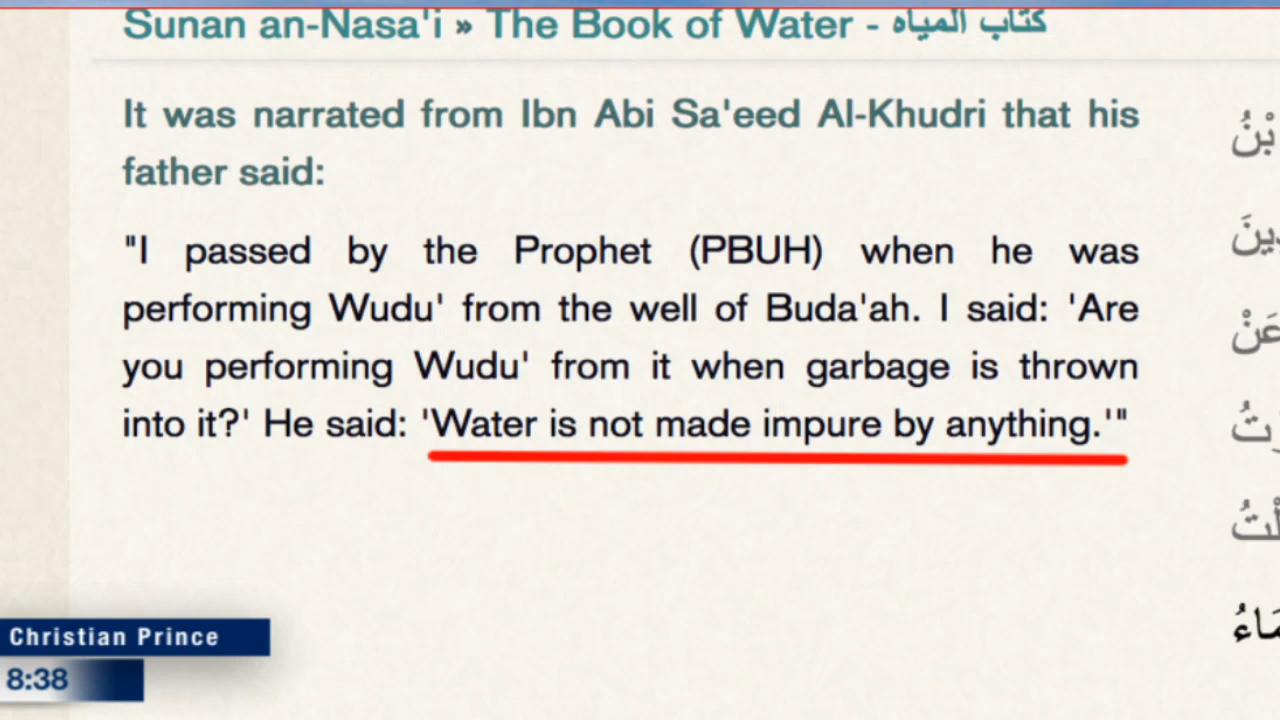 Sunan an-Nasa'i » The Book of Water - كتاب المياه
It was narrated from Ibn Abi Sa'eed Al-Khudri that his
father said:
"I passed by the Prophet (PBUH) when he was
performing Wudu' from the well of Buda'ah. I said: 'Are
you performing Wudu' from it when garbage is thrown
into it?' He said: 'Water is not made impure by anything.'"
Christian Prince
8:38